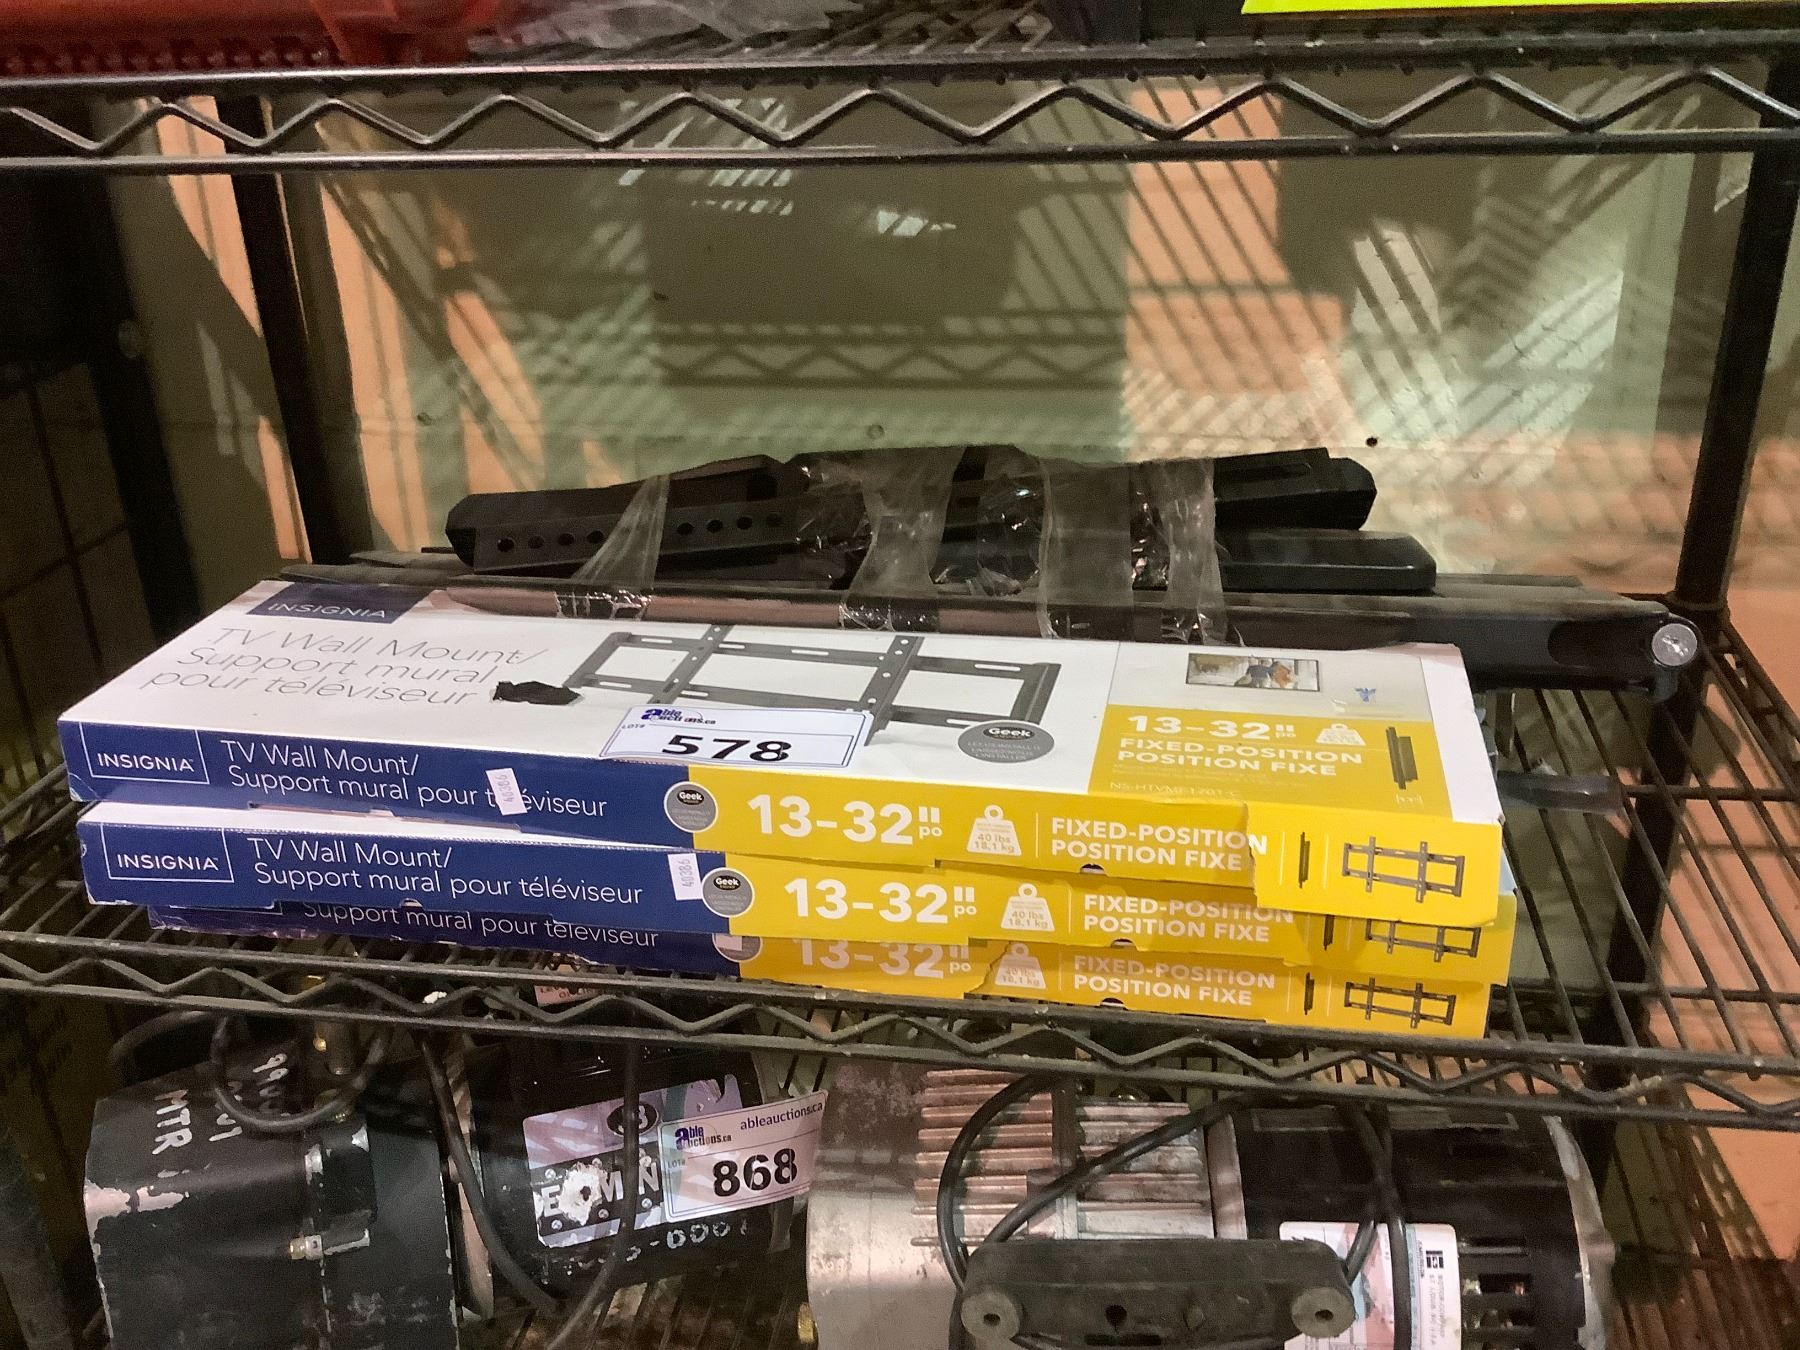 INSIGNIA
TV Wall Mount/
Support mural
pour téléviseur
able
auctions.ca
LOT#
578
Geek
13-32" po
FIXED-POSITION
POSITION FIXE
NS-HTVMF1701-C
INSIGNIA
TV Wall Mount/
Support mural pour téléviseur
40386
Geek
13-32" po
40 lbs
18,1 kg
FIXED-POSITION
POSITION FIXE
INSIGNIA
TV Wall Mount/
Support mural pour téléviseur
40386
Geek
13-32" po
40 lbs
18,1 kg
FIXED-POSITION
POSITION FIXE
Support mural pour téléviseur
13-32" po
40 lbs
18,1 kg
FIXED-POSITION
POSITION FIXE
MTR
able
auctions.ca
ableauctions.ca
LOT#
868